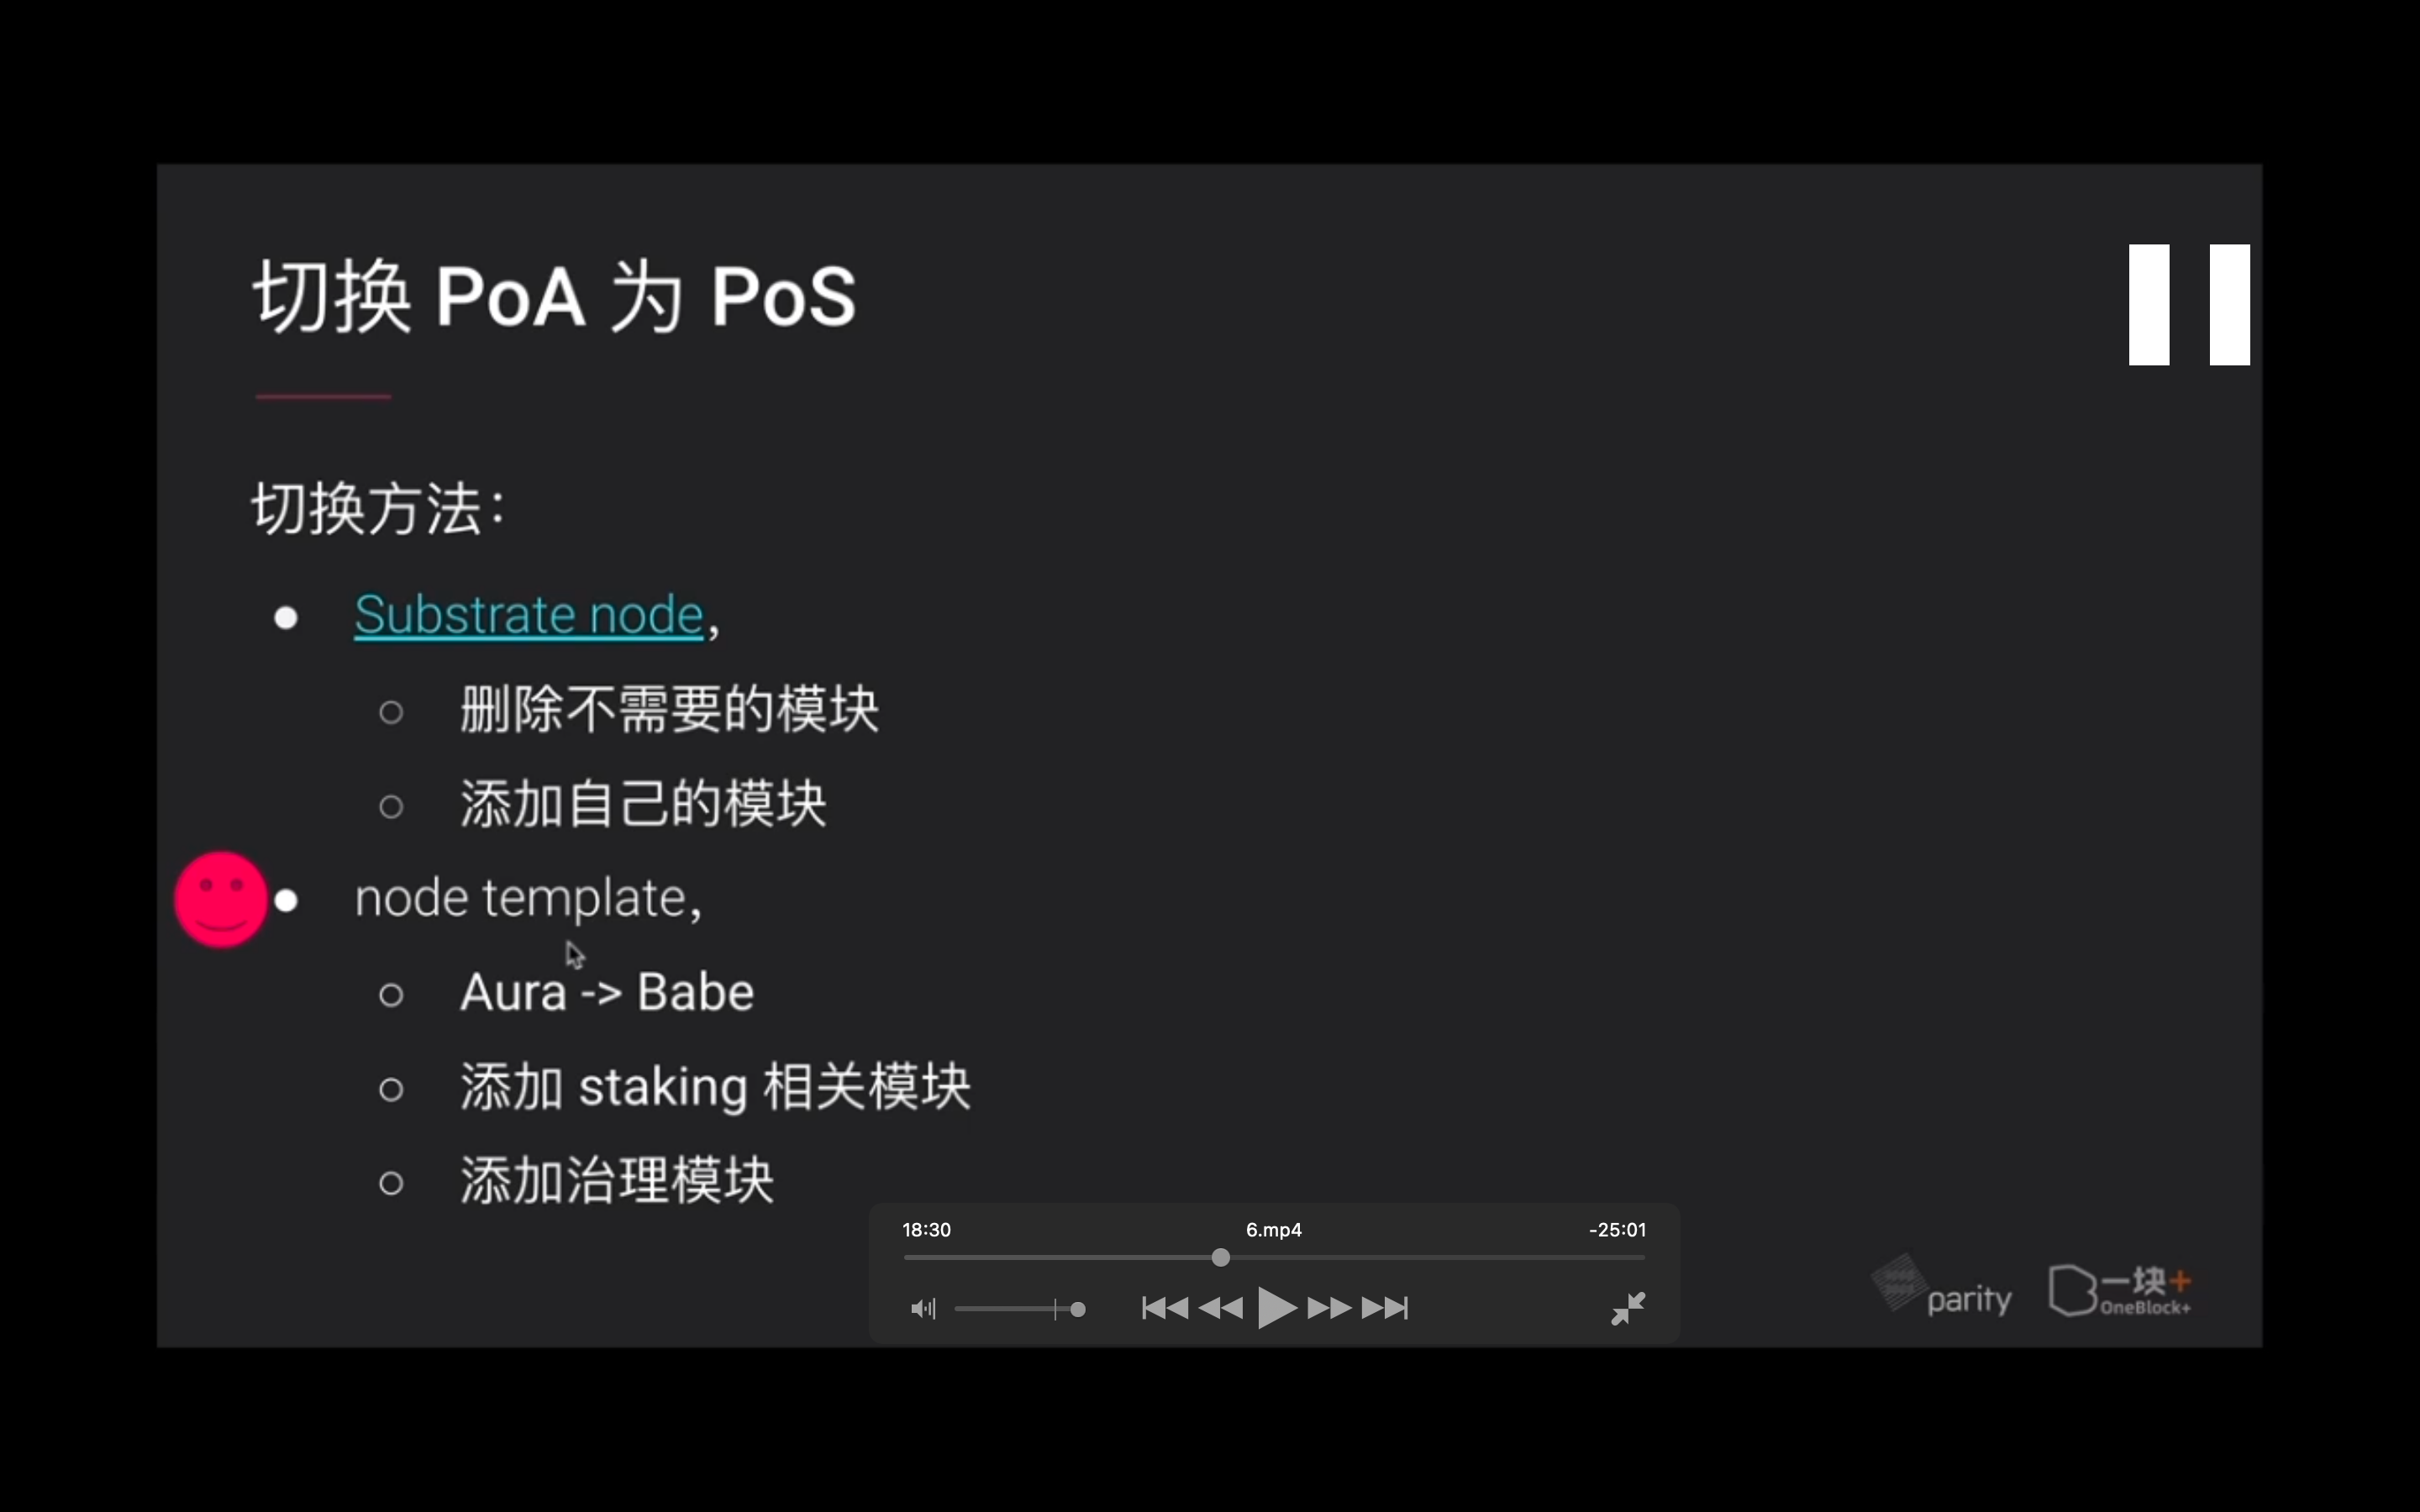 切换 PoA 为 PoS
切换方法：
Substrate node，
删除不需要的模块
添加自己的模块
node template，
Aura -> Babe
添加 staking 相关模块
添加治理模块
18:30
6.mp4
-25:01
parity
一块+
OneBlock+